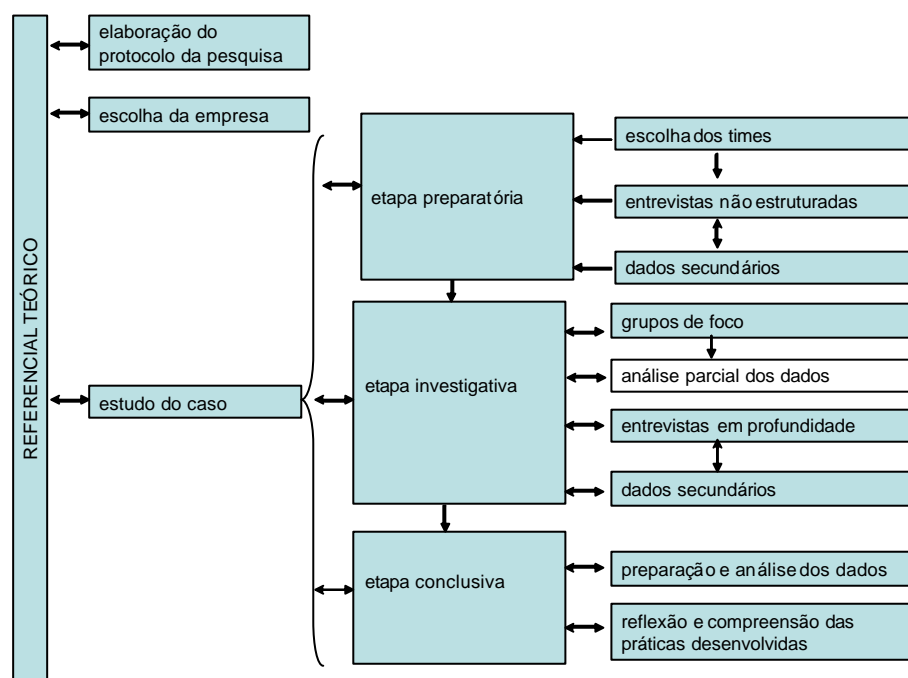 REFERENCIAL TEÓRICO
elaboração do
protocolo da pesquisa
escolha da empresa
estudo do caso
etapa preparatória
escolha dos times
entrevistas não estruturadas
dados secundários
etapa investigativa
grupos de foco
análise parcial dos dados
entrevistas em profundidade
dados secundários
etapa conclusiva
preparação e análise dos dados
reflexão e compreensão das
práticas desenvolvidas